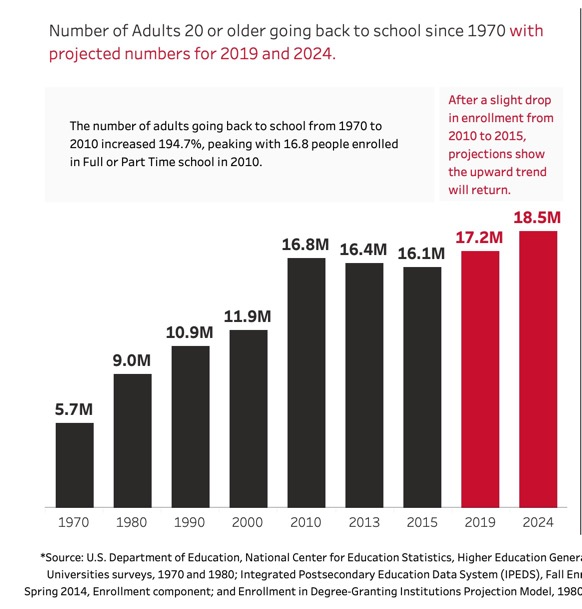 Number of Adults 20 or older going back to school since 1970 with
projected numbers for 2019 and 2024.
The number of adults going back to school from 1970 to
2010 increased 194.7%, peaking with 16.8 people enrolled
in Full or Part Time school in 2010.
After a slight drop
in enrollment from
2010 to 2015,
projections show
the upward trend
will return.
5.7M
9.0M
10.9M
11.9M
16.8M
16.4M
16.1M
17.2M
18.5M
1970
1980
1990
2000
2010
2013
2015
2019
2024
*Source: U.S. Department of Education, National Center for Education Statistics, Higher Education Genera
Universities surveys, 1970 and 1980; Integrated Postsecondary Education Data System (IPEDS), Fall Enr
Spring 2014, Enrollment component; and Enrollment in Degree-Granting Institutions Projection Model, 1980